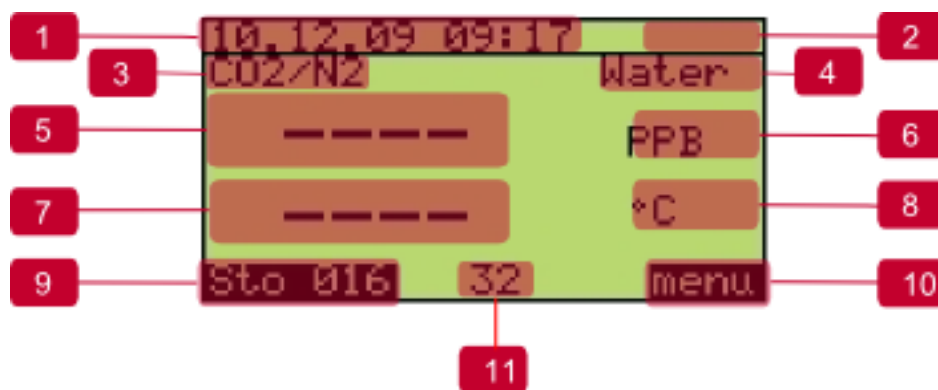 1 10.12.09 09:17 2
3 CO2/N2 Water 4
5 ---- PPB 6
7 ---- °C 8
9 Sto 016 32 menu 10
11